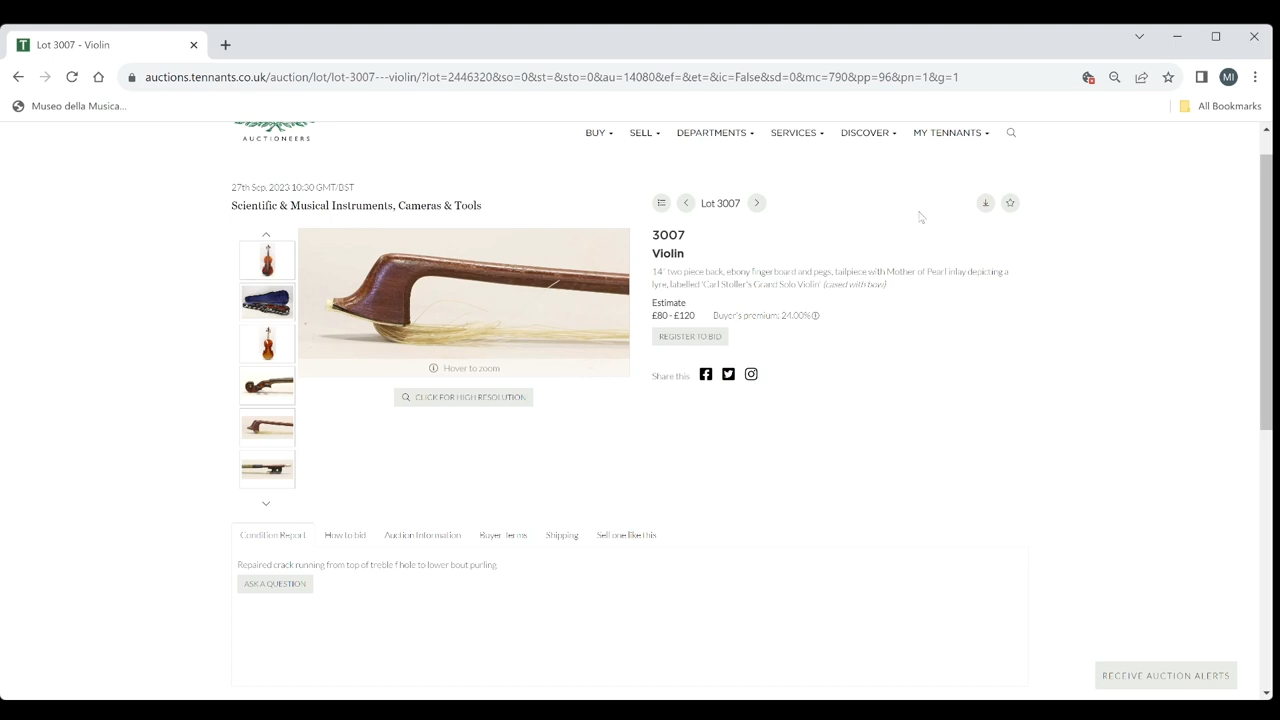 Lot 3007 - Violin
auctions.tennants.co.uk/auction/lot/lot-3007---violin/?lot=2446320&so=0&st=&sto=0&au=14080&ef=&et=&ic=False&sd=0&mc=790&pp=96&pn=1&g=1
MI
Museo della Musica...
All Bookmarks
AUCTIONEERS
BUY
SELL
DEPARTMENTS
SERVICES
DISCOVER
MY TENNANTS
27th Sep, 2023 10:30 GMT/BST
Scientific & Musical Instruments, Cameras & Tools
Lot 3007
3007
Violin
14" two piece back, ebony fingerboard and pegs, tailpiece with Mother of Pearl inlay depicting a
lyre, labelled 'Carl Stoller's Grand Solo Violin' (cased with bow)
Estimate
£80 - £120 Buyer's premium: 24.00%
REGISTER TO BID
Share this
Hover to zoom
CLICK FOR HIGH RESOLUTION
Condition Report How to bid Auction Information Buyer Terms Shipping Sell one like this
Repaired crack running from top of treble f hole to lower bout purling
ASK A QUESTION
RECEIVE AUCTION ALERTS